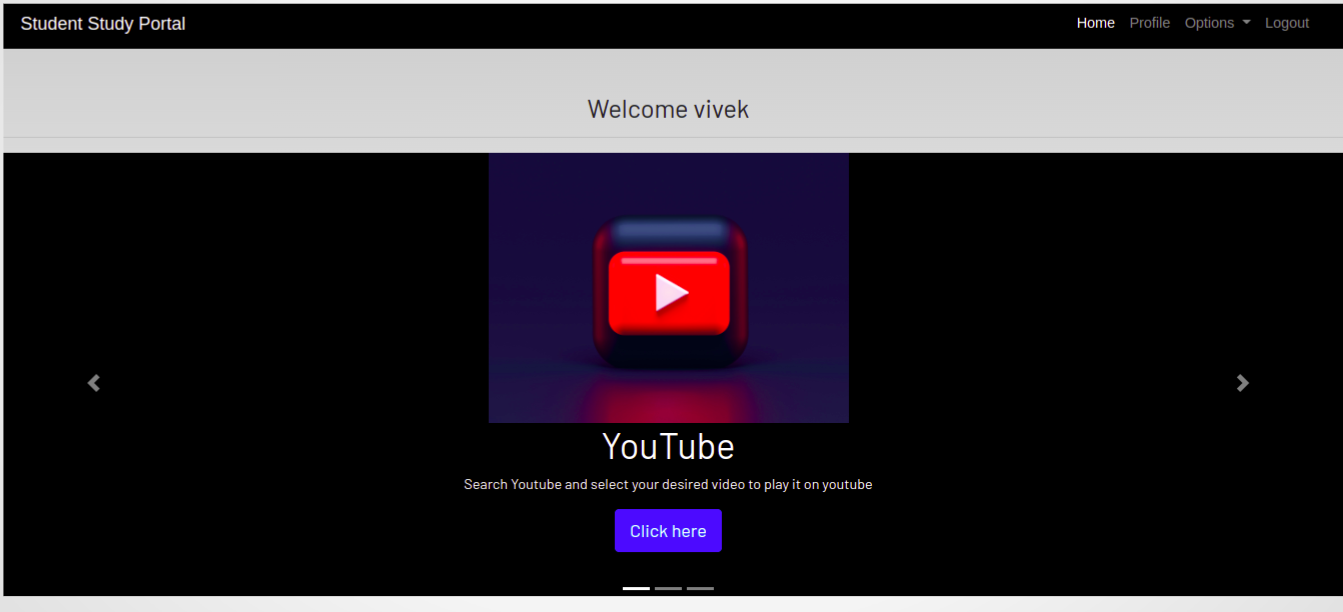 Student Study Portal
Home Profile Options Logout
Welcome vivek
YouTube
Search Youtube and select your desired video to play it on youtube
Click here